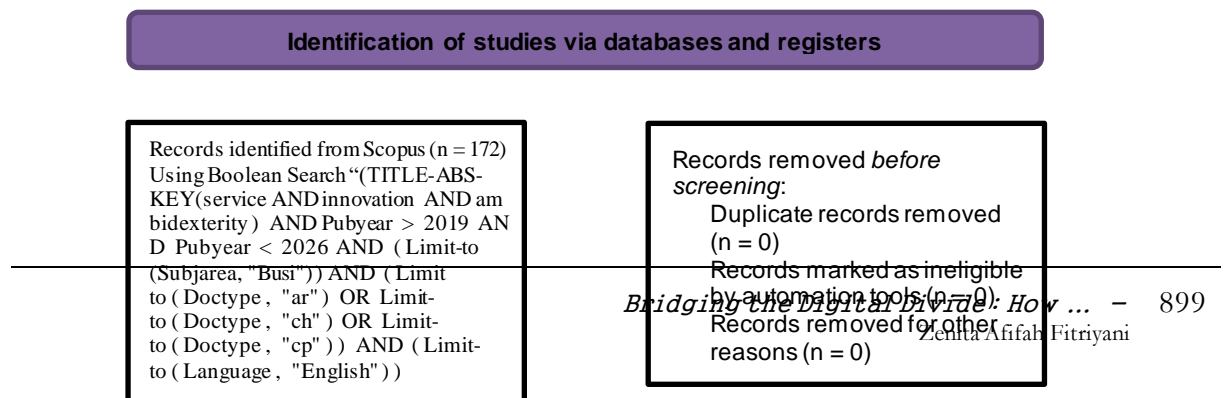 Identification of studies via databases and registers
Records identified from Scopus (n = 172)
Using Boolean Search “(TITLE-ABS-
KEY(service AND innovation AND am
bidexterity) AND Pubyear > 2019 AN
D Pubyear < 2026 AND (Limit-to
(Subjarea, "Busi")) AND (Limit
to (Doctype, "ar") OR Limit-
to (Doctype, "ch") OR Limit-
to (Doctype, "cp")) AND (Limit-
to (Language, "English"))
Records removed before
screening:
Duplicate records removed
(n = 0)
Records marked as ineligible
by automation tools (n = 0)
Records removed for other
reasons (n = 0)
Bridging the Digital Divide: How ... – 899
Zenita Afifah Fitriyani